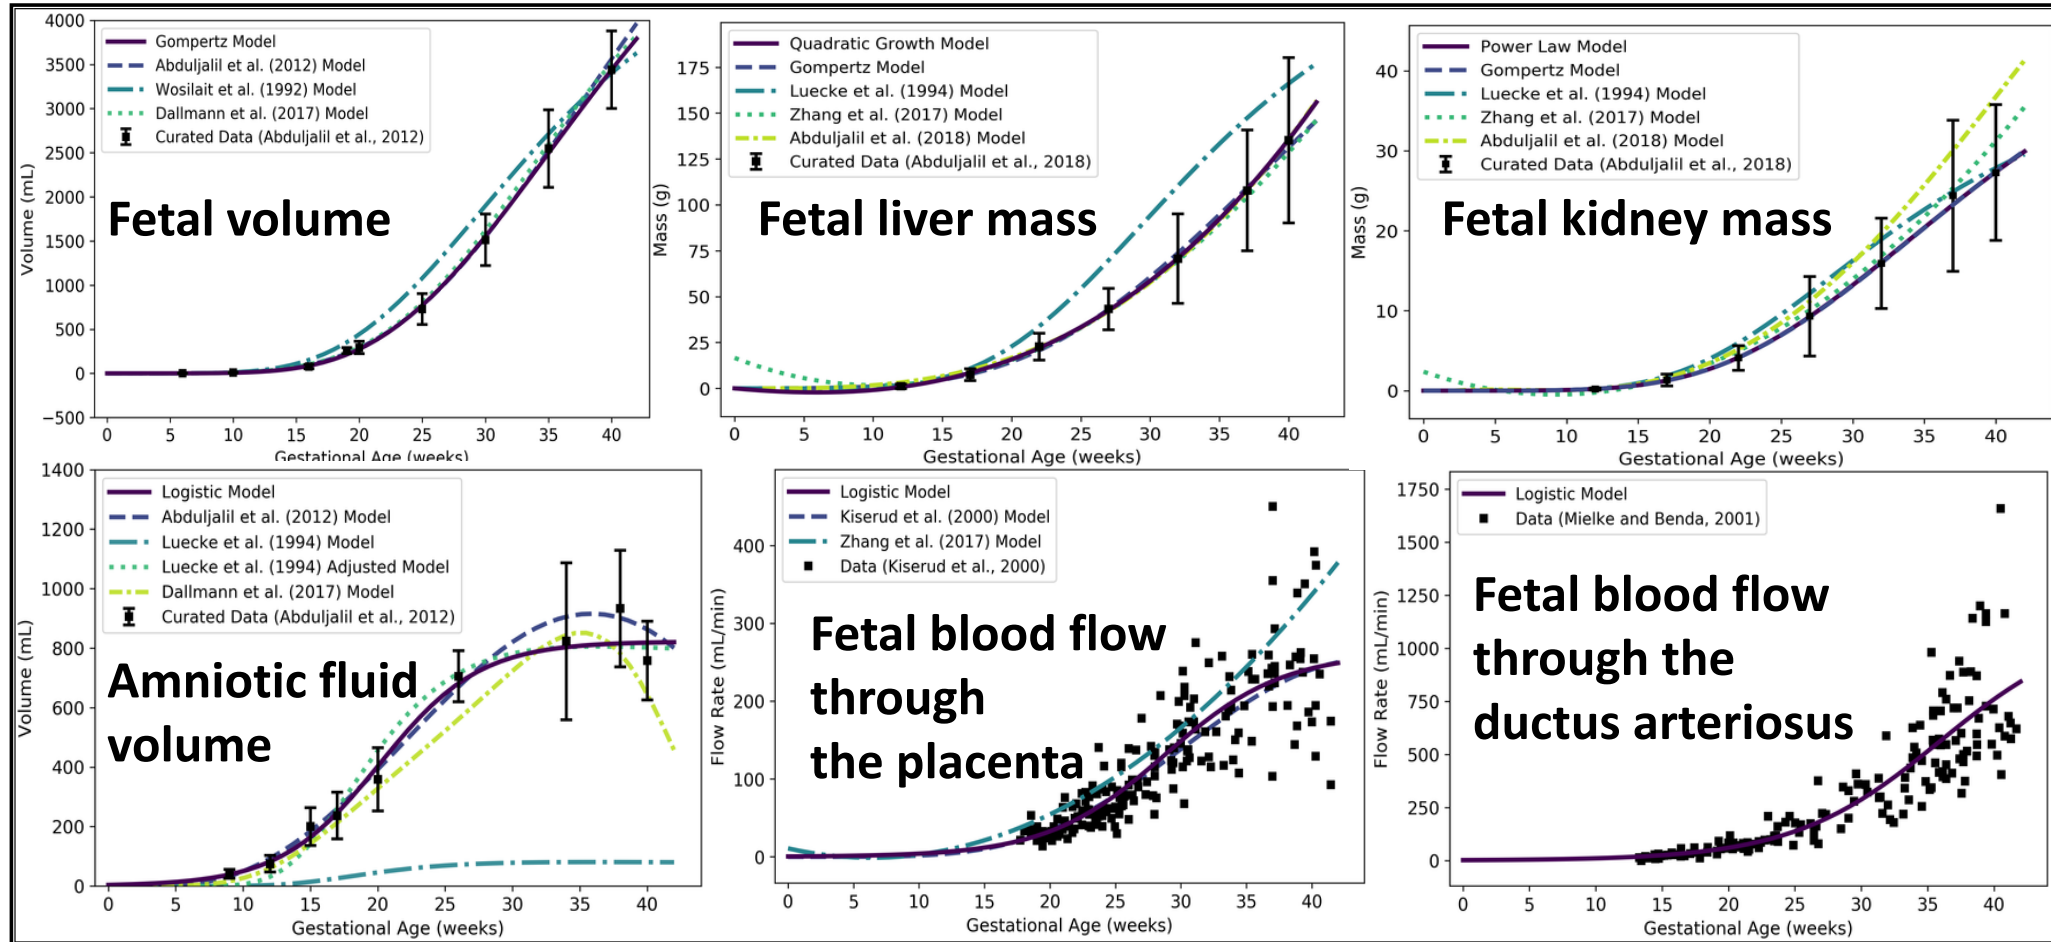 4000
3500
3000
2500
2000
1500
1000
500
0
−500
Volume (mL)
Gompertz Model
Abduljalil et al. (2012) Model
Wosilait et al. (1992) Model
Dallmann et al. (2017) Model
Curated Data (Abduljalil et al., 2012)
Fetal volume
0 5 10 15 20 25 30 35 40
Gestational Age (weeks)
175
150
125
100
75
50
25
0
Mass (g)
Quadratic Growth Model
Gompertz Model
Luecke et al. (1994) Model
Zhang et al. (2017) Model
Abduljalil et al. (2018) Model
Curated Data (Abduljalil et al., 2018)
Fetal liver mass
0 5 10 15 20 25 30 35 40
Gestational Age (weeks)
40
30
20
10
0
Mass (g)
Power Law Model
Gompertz Model
Luecke et al. (1994) Model
Zhang et al. (2017) Model
Abduljalil et al. (2018) Model
Curated Data (Abduljalil et al., 2018)
Fetal kidney mass
0 5 10 15 20 25 30 35 40
Gestational Age (weeks)
1400
1200
1000
800
600
400
200
0
Volume (mL)
Logistic Model
Abduljalil et al. (2012) Model
Luecke et al. (1994) Model
Luecke et al. (1994) Adjusted Model
Dallmann et al. (2017) Model
Curated Data (Abduljalil et al., 2012)
Amniotic fluid
volume
0 5 10 15 20 25 30 35 40
Gestational Age (weeks)
400
300
200
100
0
Flow Rate (mL/min)
Logistic Model
Kiserud et al. (2000) Model
Zhang et al. (2017) Model
Data (Kiserud et al., 2000)
Fetal blood flow
through
the placenta
0 5 10 15 20 25 30 35 40
Gestational Age (weeks)
1750
1500
1250
1000
750
500
250
0
Flow Rate (mL/min)
Logistic Model
Data (Mielke and Benda, 2001)
Fetal blood flow
through the
ductus arteriosus
0 5 10 15 20 25 30 35 40
Gestational Age (weeks)